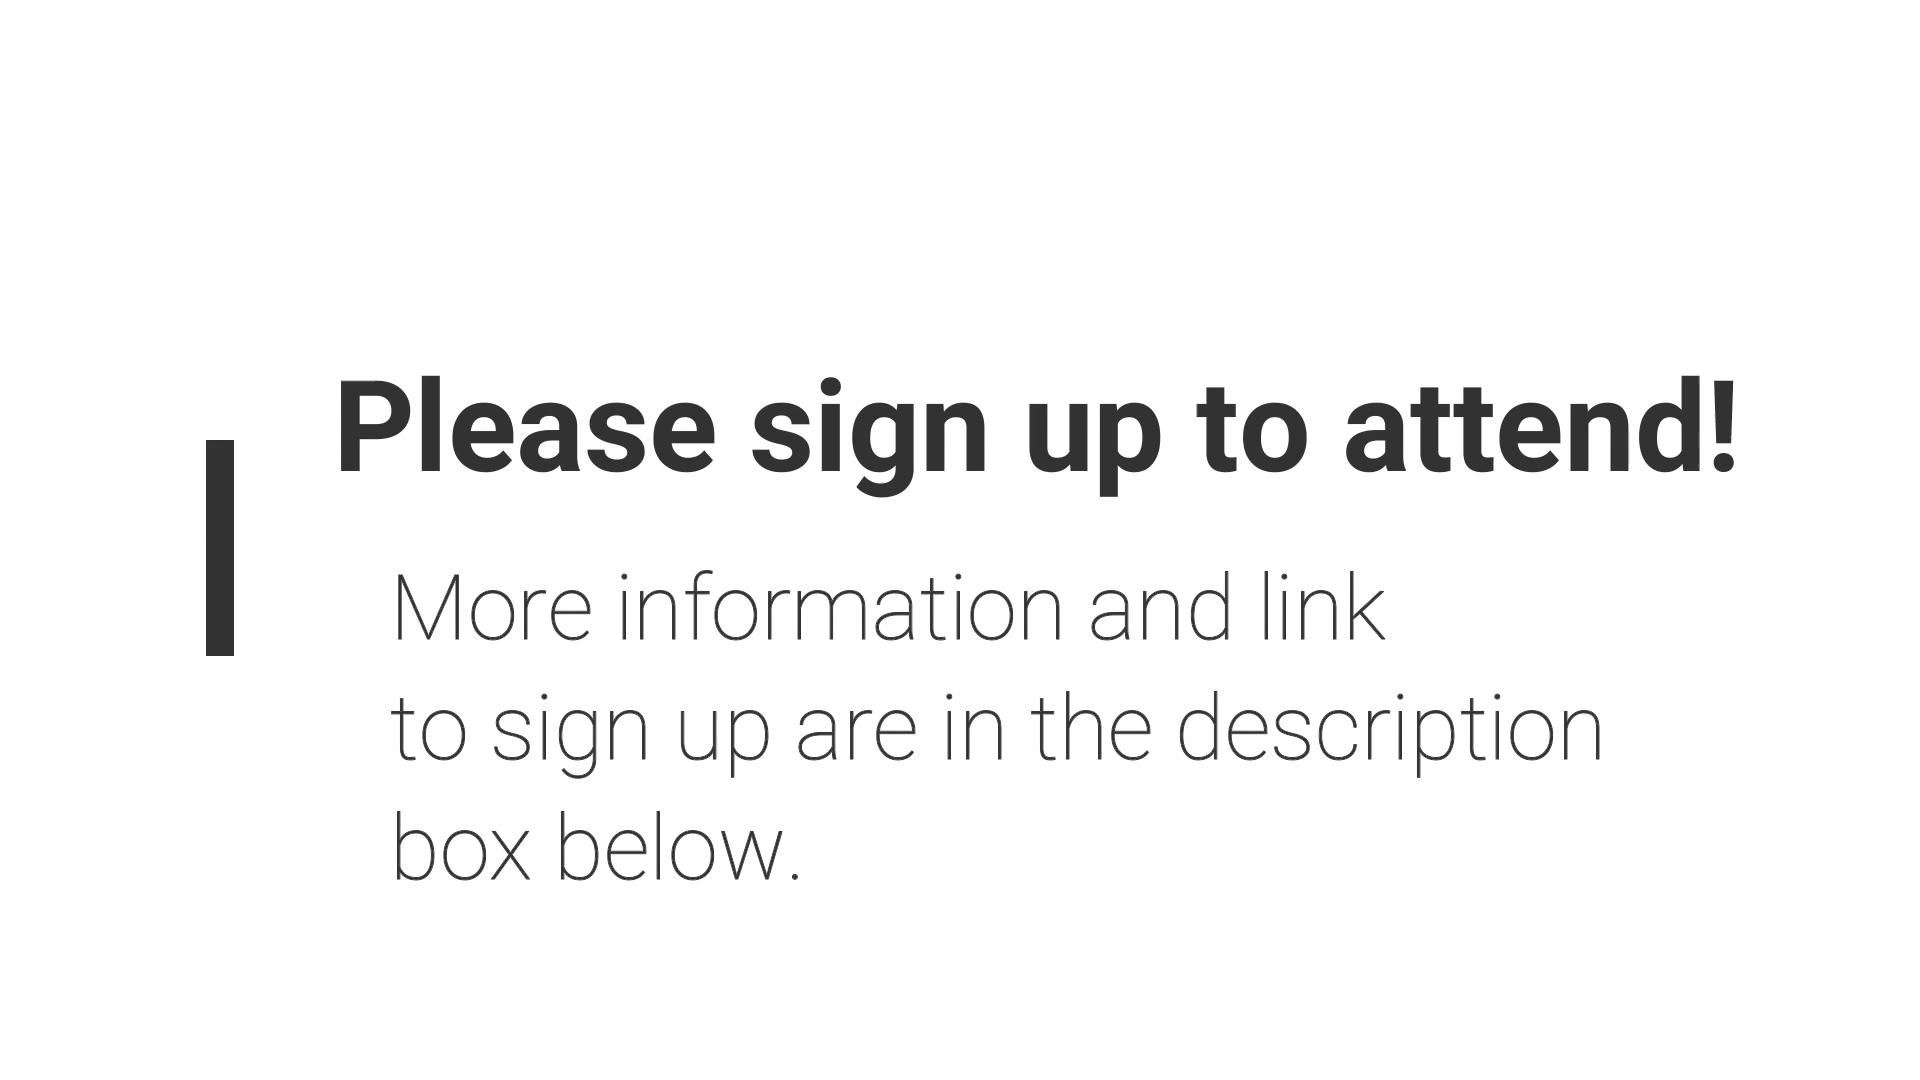 Please sign up to attend!
More information and link
to sign up are in the description
box below.